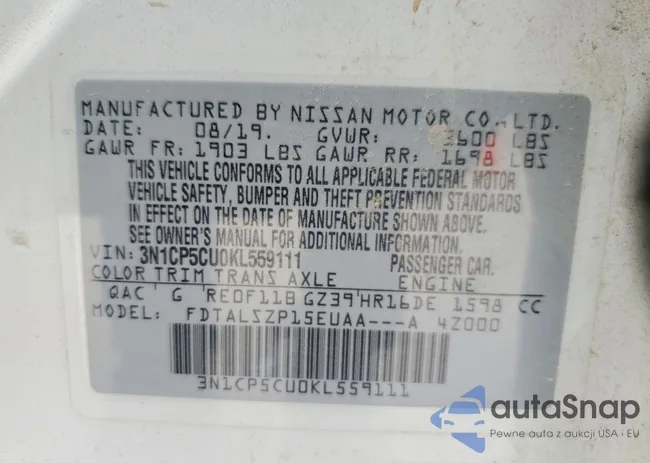 MANUFACTURED BY NISSAN MOTOR CO., LTD.
DATE: 08/19. GVWR: 3600 LBS
GAWR FR: 1903 LBS GAWR RR: 1698 LBS
THIS VEHICLE CONFORMS TO ALL APPLICABLE FEDERAL MOTOR
VEHICLE SAFETY, BUMPER AND THEFT PREVENTION STANDARDS
IN EFFECT ON THE DATE OF MANUFACTURE SHOWN ABOVE.
SEE OWNER'S MANUAL FOR ADDITIONAL INFORMATION.
VIN: 3N1CP5CU0KL559111 PASSENGER CAR.
COLOR TRIM TRANS AXLE ENGINE
QAC G RE0F11B GZ39 HR16DE 1598 CC
MODEL: FDTALSZP15EUAA---A 4Z000
3N1CP5CU0KL559111
autoSnap
Pewne auta z aukcji USA i EU